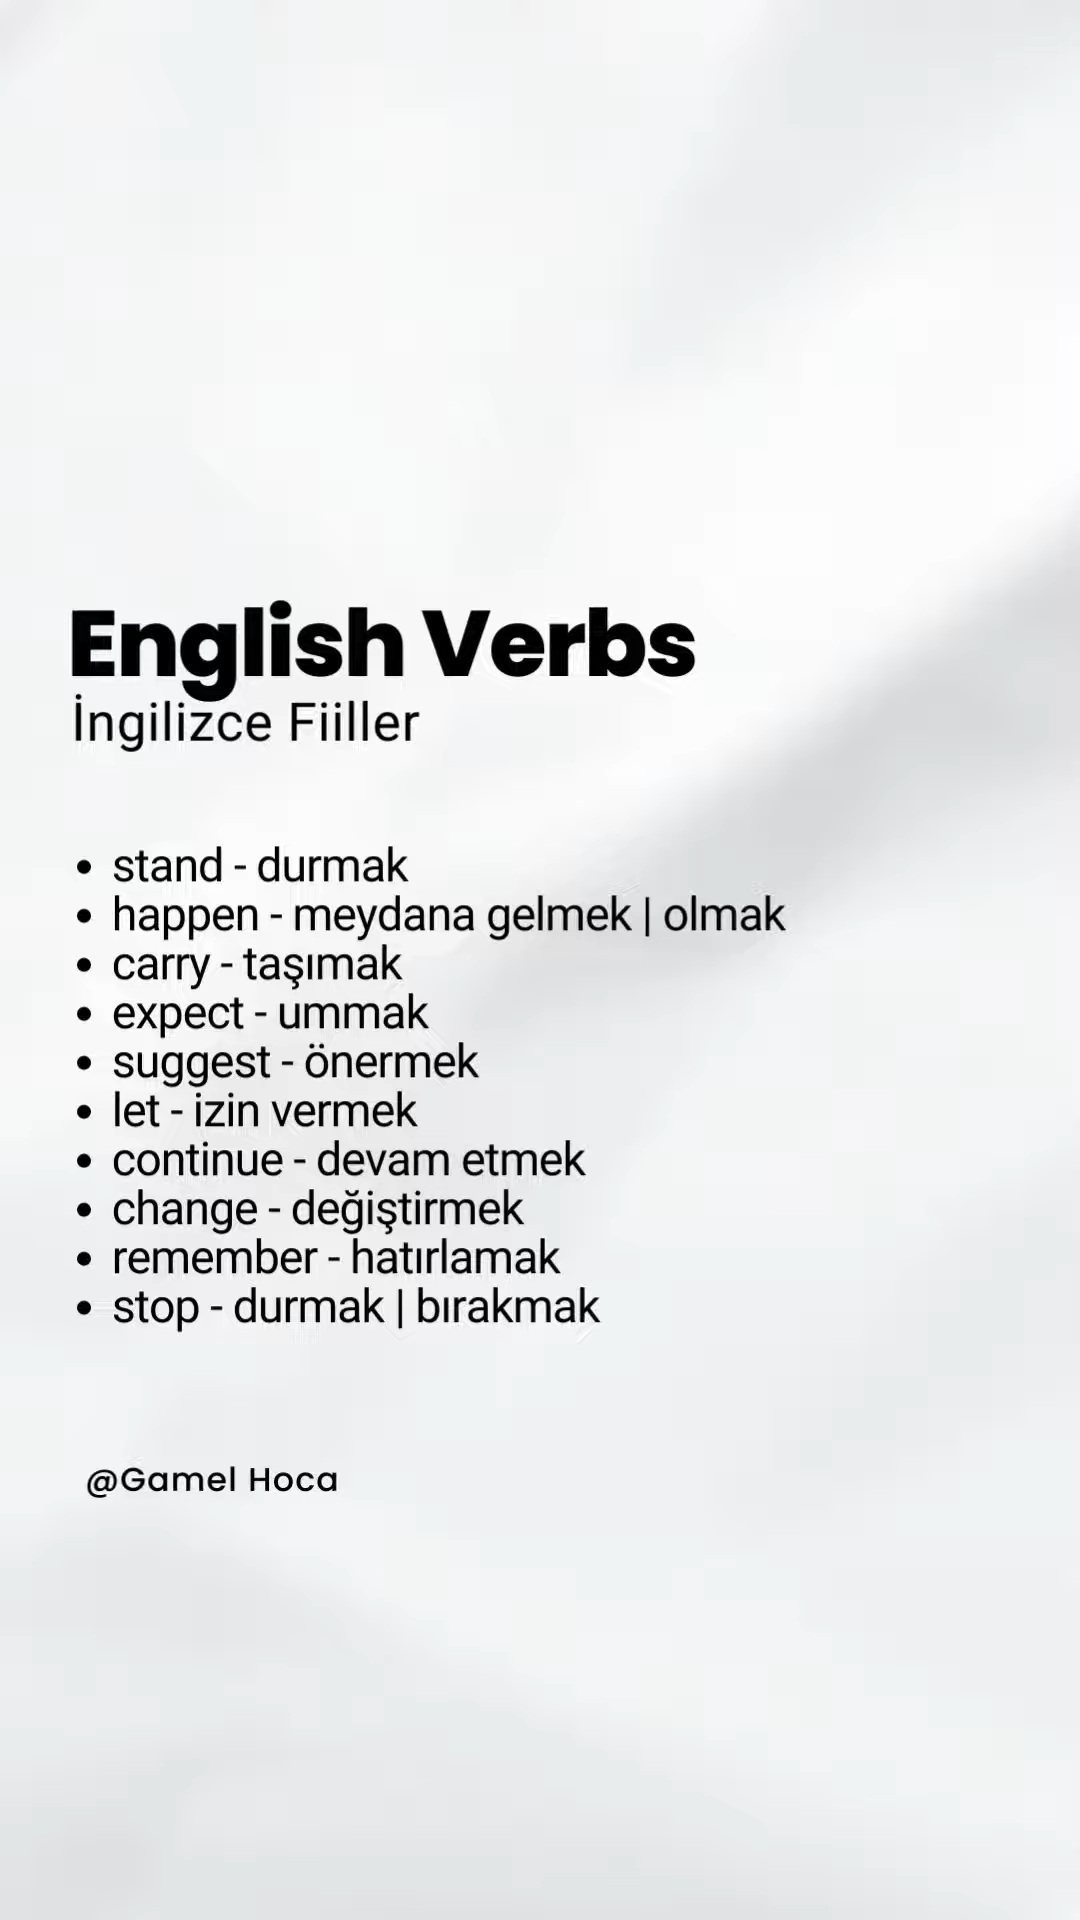 English Verbs
İngilizce Fiiller
• stand - durmak
• happen - meydana gelmek | olmak
• carry - taşımak
• expect - ummak
• suggest - önermek
• let - izin vermek
• continue - devam etmek
• change - değiştirmek
• remember - hatırlamak
• stop - durmak | bırakmak
@Gamel Hoca